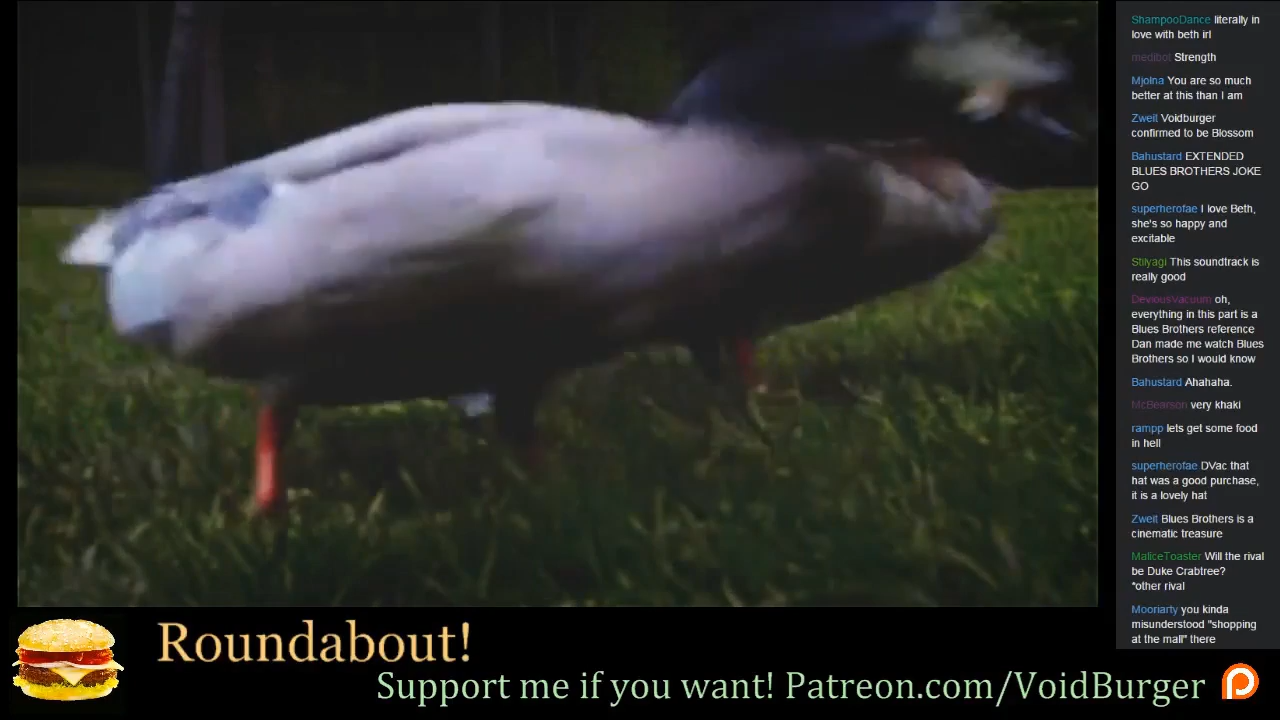 ShampooDance literally in
love with beth irl
medibot Strength
Mjolna You are so much
better at this than I am
Zweit Voidburger
confirmed to be Blossom
Bahustard EXTENDED
BLUES BROTHERS JOKE
GO
superherofae I love Beth,
she's so happy and
excitable
Stilyagi This soundtrack is
really good
DeviousVacuum oh,
everything in this part is a
Blues Brothers reference
Dan made me watch Blues
Brothers so I would know
Bahustard Ahahaha.
McBearson very khaki
rampp lets get some food
in hell
superherofae DVac that
hat was a good purchase,
it is a lovely hat
Zweit Blues Brothers is a
cinematic treasure
MaliceToaster Will the rival
be Duke Crabtree?
*other rival
Mooriarty you kinda
misunderstood "shopping
at the mall" there
Roundabout!
Support me if you want! Patreon.com/VoidBurger